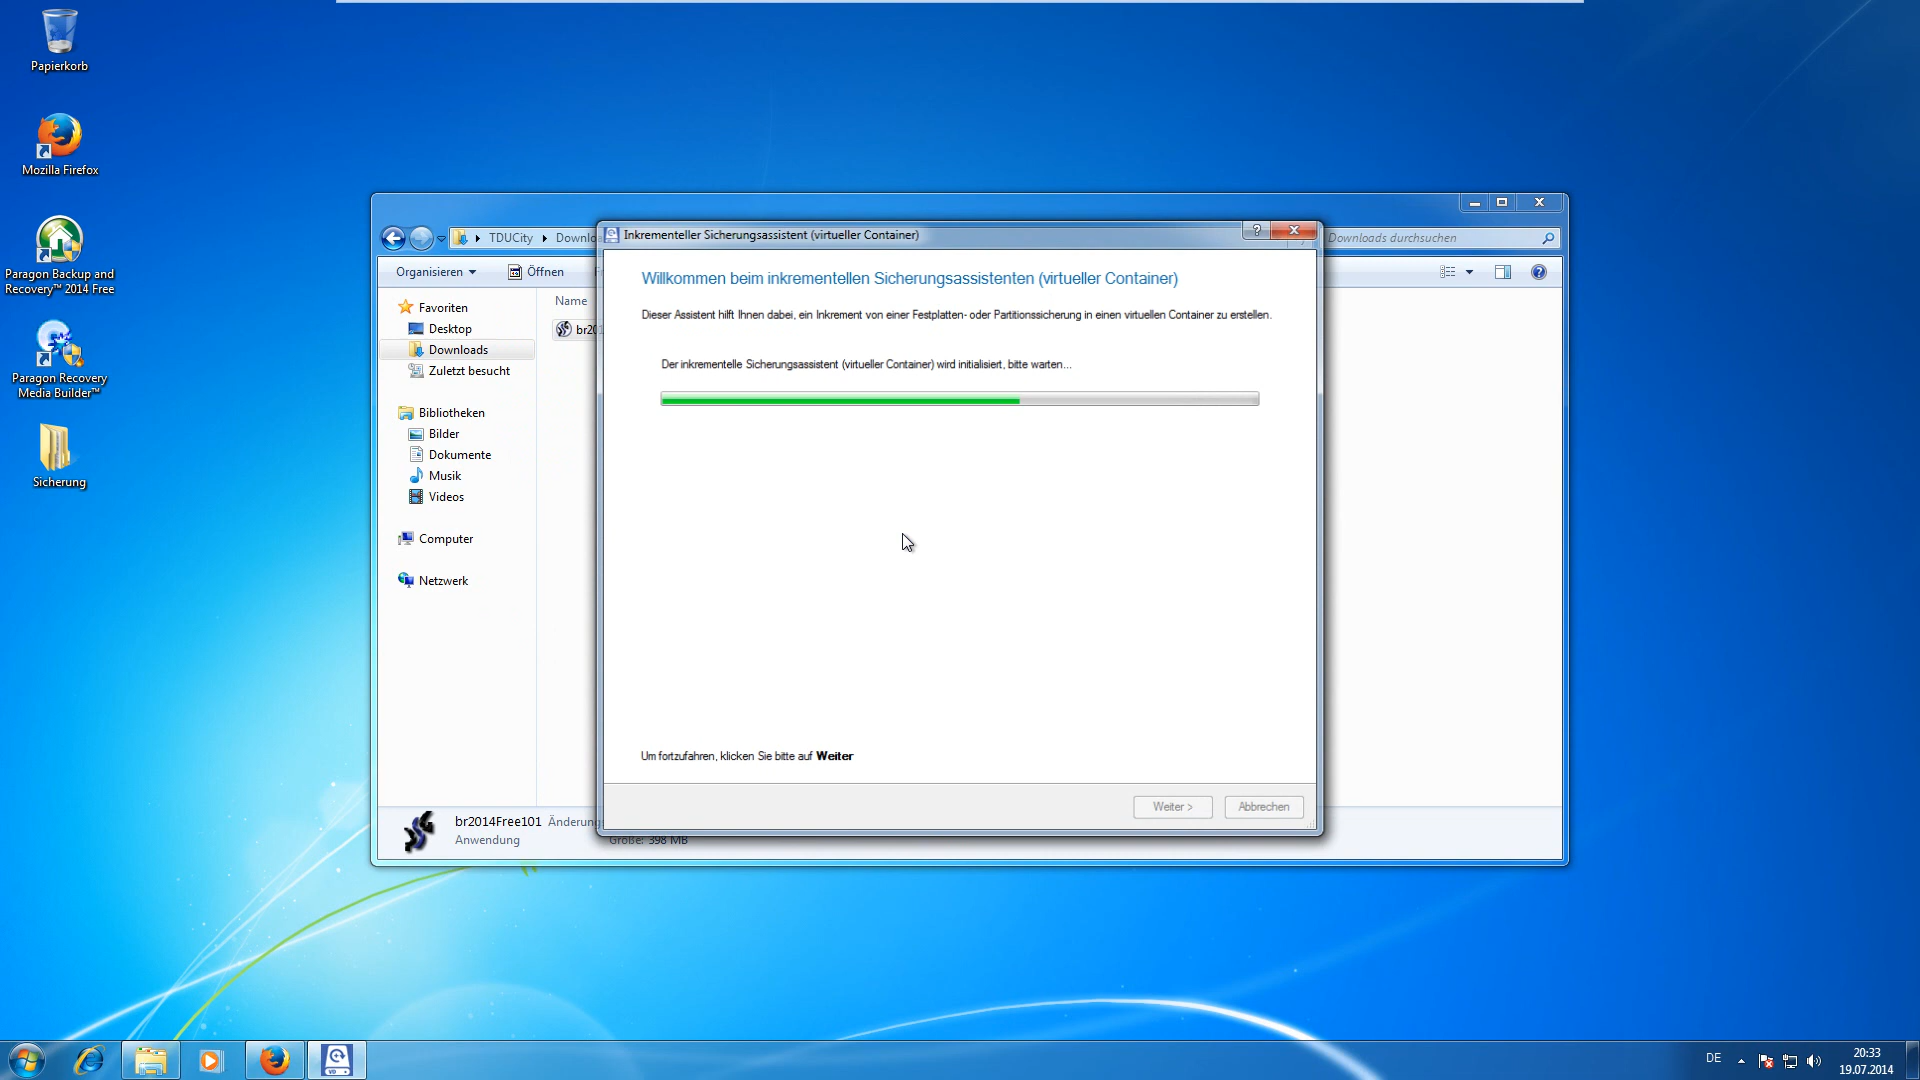 Papierkorb
Mozilla Firefox
Paragon Backup and
Recovery™ 2014 Free
Paragon Recovery
Media Builder™
Sicherung
TDUCity
Downlo
Downloads durchsuchen
Organisieren
Öffnen
Favoriten
Desktop
Downloads
Zuletzt besucht
Bibliotheken
Bilder
Dokumente
Musik
Videos
Computer
Netzwerk
Name
br20
Inkrementeller Sicherungsassistent (virtueller Container)
Willkommen beim inkrementellen Sicherungsassistenten (virtueller Container)
Dieser Assistent hilft Ihnen dabei, ein Inkrement von einer Festplatten- oder Partitionssicherung in einen virtuellen Container zu erstellen.
Der inkrementelle Sicherungsassistent (virtueller Container) wird initialisiert, bitte warten...
Um fortzufahren, klicken Sie bitte auf Weiter
Weiter >
Abbrechen
br2014Free101 Änderung
Anwendung
Größe: 398 MB
DE
20:33
19.07.2014